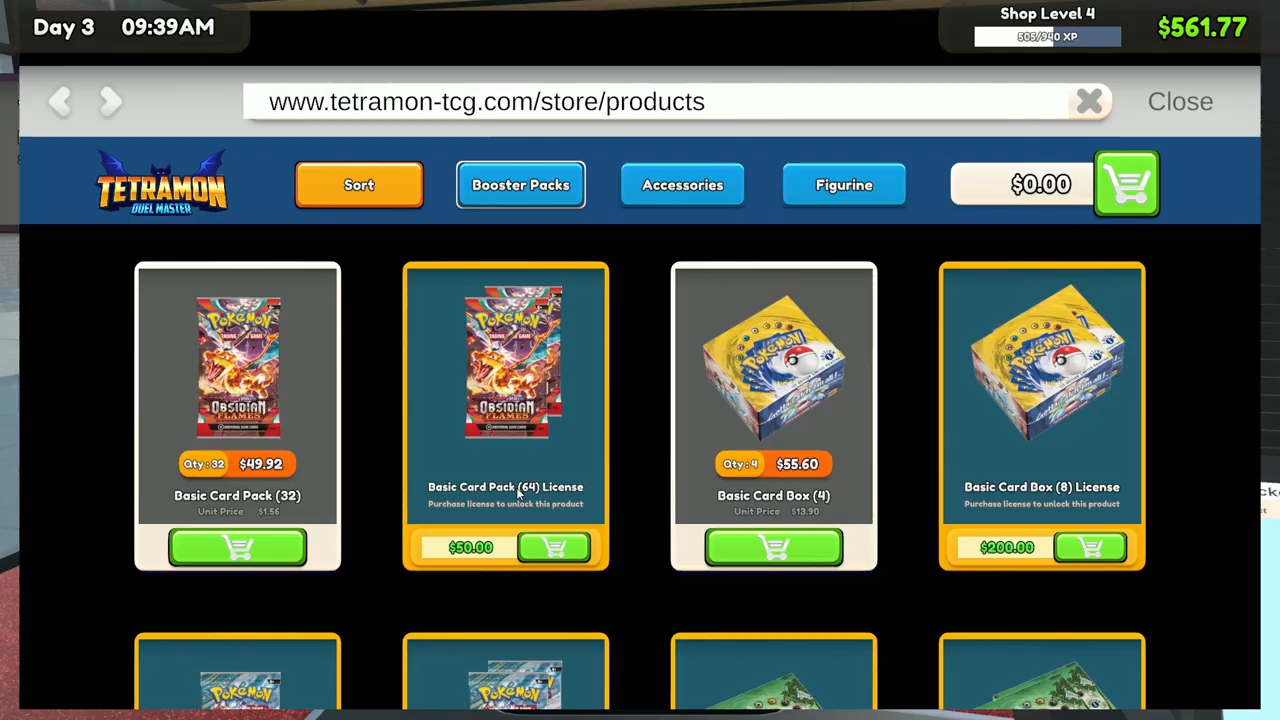 Day 3 09:39AM
Shop Level 4
505/940 XP
$561.77
www.tetramon-tcg.com/store/products
Close
TETRAMON
DUEL MASTER
Sort
Booster Packs
Accessories
Figurine
$0.00
POKÉMON
OBSIDIAN
FLAMES
Qty : 32 $49.92
Basic Card Pack (32)
Unit Price $1.56
POKÉMON
OBSIDIAN
FLAMES
Basic Card Pack (64) License
Purchase license to unlock this product
$50.00
POKÉMON
Qty : 4 $55.60
Basic Card Box (4)
Unit Price $13.90
POKÉMON
Basic Card Box (8) License
Purchase license to unlock this product
$200.00
POKÉMON
POKÉMON